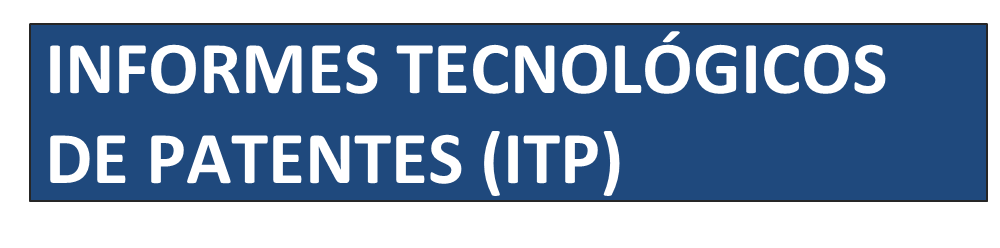 INFORMES TECNOLÓGICOS
DE PATENTES (ITP)